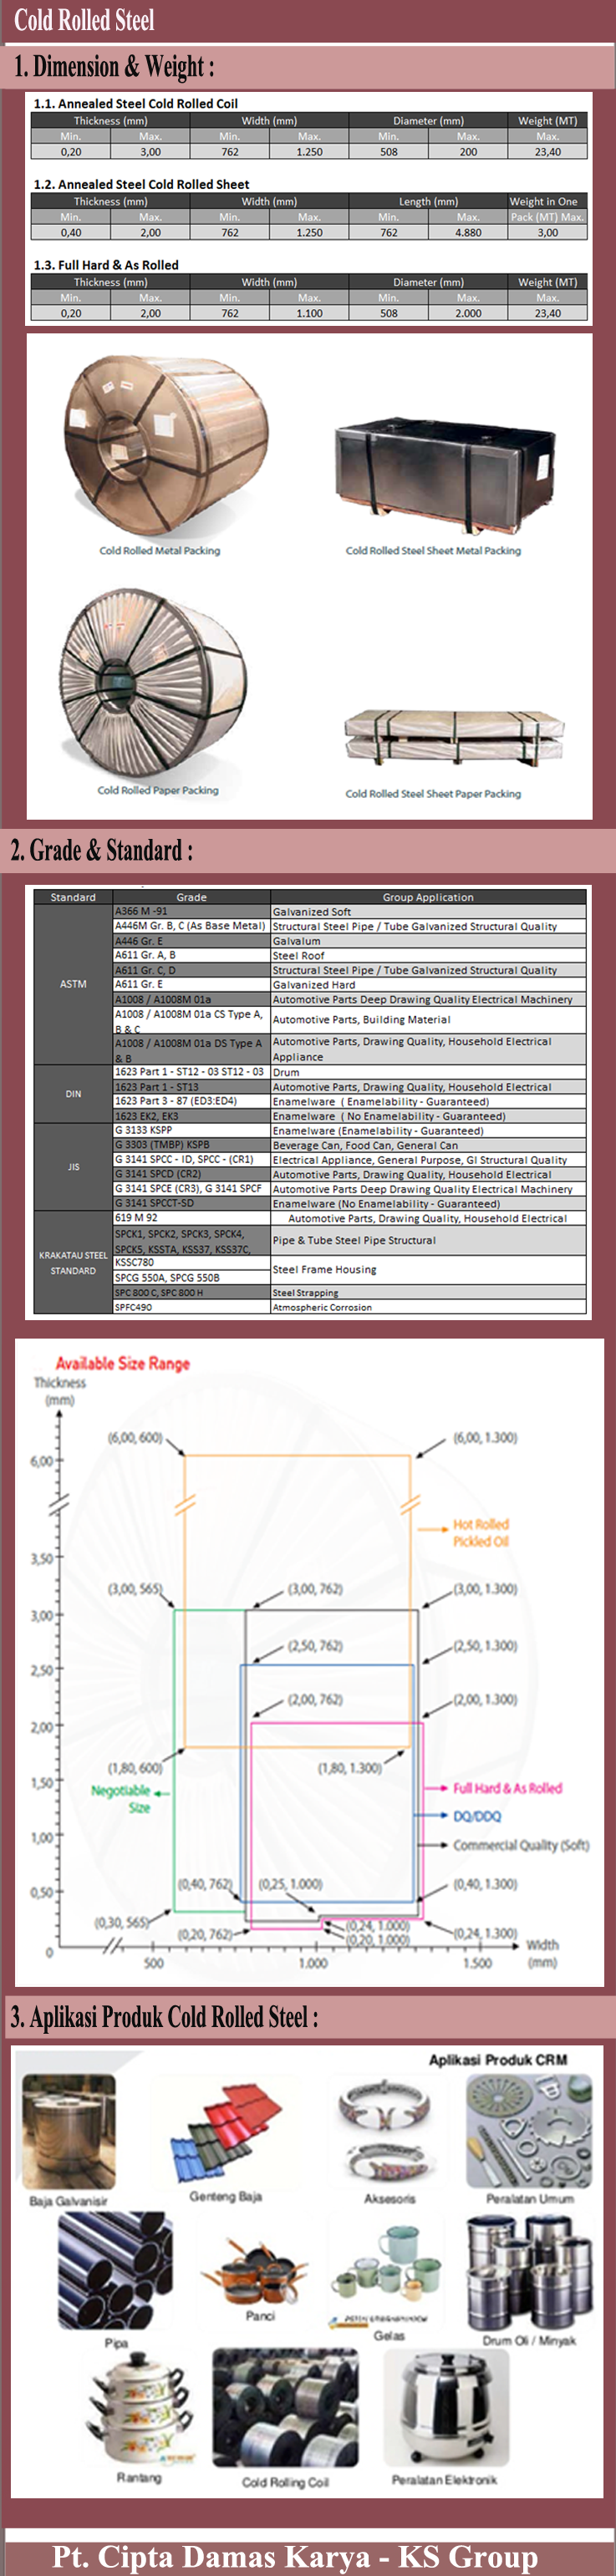 Cold Rolled Steel
1. Dimension & Weight :
1.1. Annealed Steel Cold Rolled Coil
Thickness (mm) Width (mm) Diameter (mm) Weight (MT)
Min. Max. Min. Max. Min. Max. Max.
0,20 3,00 762 1.250 508 200 23,40
1.2. Annealed Steel Cold Rolled Sheet
Thickness (mm) Width (mm) Length (mm) Weight in One
Min. Max. Min. Max. Min. Max. Pack (MT) Max.
0,40 2,00 762 1.250 762 4.880 3,00
1.3. Full Hard & As Rolled
Thickness (mm) Width (mm) Diameter (mm) Weight (MT)
Min. Max. Min. Max. Min. Max. Max.
0,20 2,00 762 1.100 508 2.000 23,40
Cold Rolled Metal Packing
Cold Rolled Steel Sheet Metal Packing
Cold Rolled Paper Packing
Cold Rolled Steel Sheet Paper Packing
2. Grade & Standard :
Standard Grade Group Application
ASTM
A366 M -91 Galvanized Soft
A446M Gr. B, C (As Base Metal) Structural Steel Pipe / Tube Galvanized Structural Quality
A446 Gr. E Galvalum
A611 Gr. A, B Steel Roof
A611 Gr. C, D Structural Steel Pipe / Tube Galvanized Structural Quality
A611 Gr. E Galvanized Hard
A1008 / A1008M 01a Automotive Parts Deep Drawing Quality Electrical Machinery
A1008 / A1008M 01a CS Type A,
B & C
Automotive Parts, Building Material
A1008 / A1008M 01a DS Type A
& B
Automotive Parts, Drawing Quality, Household Electrical
Appliance
DIN
1623 Part 1 - ST12 - 03 ST12 - 03 Drum
1623 Part 1 - ST13 Automotive Parts, Drawing Quality, Household Electrical
1623 Part 3 - 87 (ED3:ED4) Enamelware ( Enamelability - Guaranteed)
1623 EK2, EK3 Enamelware ( No Enamelability - Guaranteed)
JIS
G 3133 KSPP Enamelware (Enamelability - Guaranteed)
G 3303 (TMBP) KSPB Beverage Can, Food Can, General Can
G 3141 SPCC - ID, SPCC - (CR1) Electrical Appliance, General Purpose, GI Structural Quality
G 3141 SPCD (CR2) Automotive Parts, Drawing Quality, Household Electrical
G 3141 SPCE (CR3), G 3141 SPCF Automotive Parts Deep Drawing Quality Electrical Machinery
G 3141 SPCCT-SD Enamelware (No Enamelability - Guaranteed)
KRAKATAU STEEL
STANDARD
619 M 92 Automotive Parts, Drawing Quality, Household Electrical
SPCK1, SPCK2, SPCK3, SPCK4,
SPCK5, KSSTA, KSS37, KSS37C,
Pipe & Tube Steel Pipe Structural
KSSC780
SPCG 550A, SPCG 550B
Steel Frame Housing
SPC 800 C, SPC 800 H Steel Strapping
SPFC490 Atmospheric Corrosion
Available Size Range
Thickness
(mm)
(6,00, 600) (6,00, 1.300)
6,00
Hot Rolled
Pickled Oil
3,50
(3,00, 565) (3,00, 762) (3,00, 1.300)
3,00
(2,50, 762) (2,50, 1.300)
2,50
(2,00, 762) (2,00, 1.300)
2,00
(1,80, 600) (1,80, 1.300)
1,50
Negotiable
Size
Full Hard & As Rolled
DQ/DDQ
1,00
Commercial Quality (Soft)
(0,40, 762) (0,25, 1.000) (0,40, 1.300)
0,50
(0,30, 565) (0,20, 762) (0,24, 1.000) (0,24, 1.300)
(0,20, 1.000)
0
500 1.000 1.500
Width
(mm)
3. Aplikasi Produk Cold Rolled Steel :
Aplikasi Produk CRM
Baja Galvanisir
Genteng Baja
Aksesoris
Peralatan Umum
Pipa
Panci
Gelas
Drum Oli / Minyak
Rantang
Cold Rolling Coil
Peralatan Elektronik
Pt. Cipta Damas Karya - KS Group